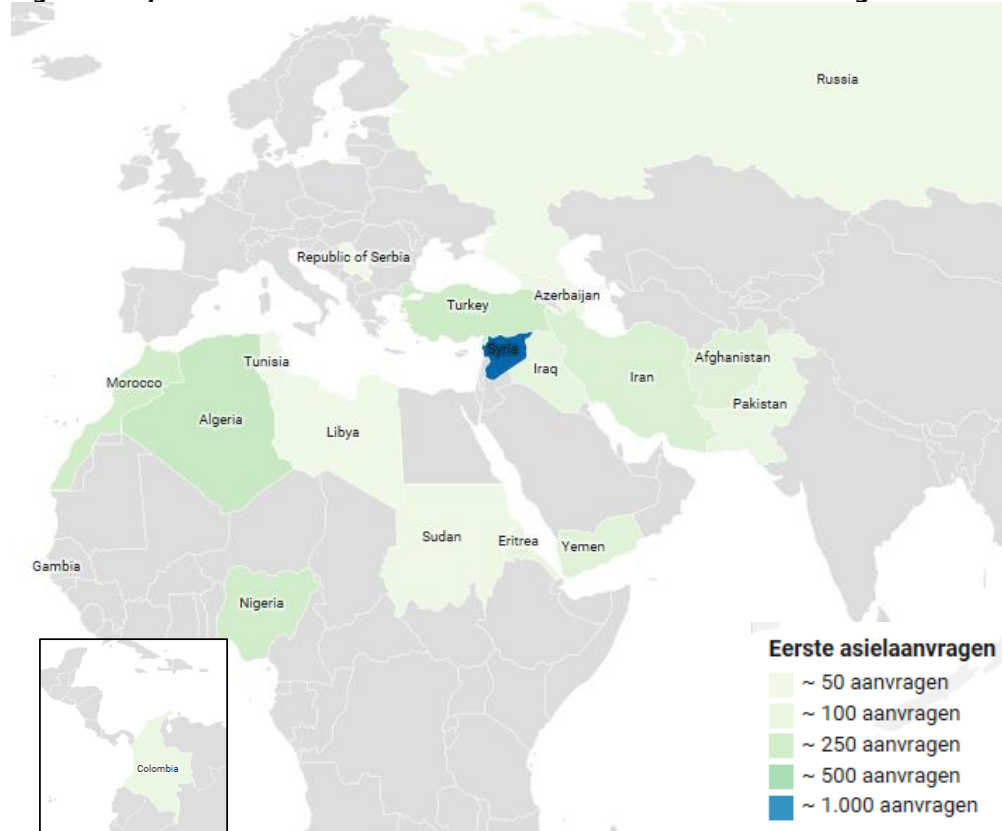 Russia
Republic of Serbia
Azerbaijan
Turkey
Syria
Tunisia
Iraq
Iran
Afghanistan
Morocco
Pakistan
Algeria
Libya
Sudan
Eritrea
Yemen
Gambia
Nigeria
Colombia
Eerste asielaanvragen
~ 50 aanvragen
~ 100 aanvragen
~ 250 aanvragen
~ 500 aanvragen
~ 1.000 aanvragen